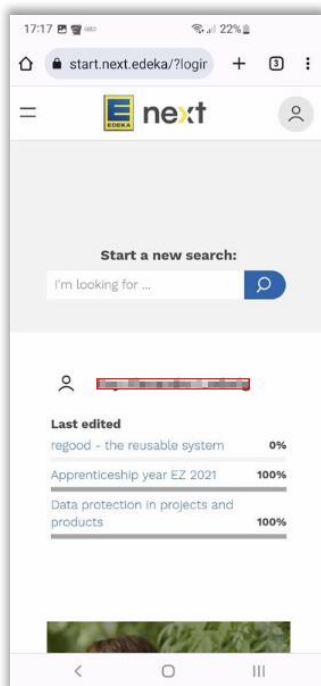 17:17 22%
start.next.edeka/?logir 3
E EDEKA next
Start a new search:
I'm looking for ...
Last edited
regood - the reusable system 0%
Apprenticeship year EZ 2021 100%
Data protection in projects and
products 100%